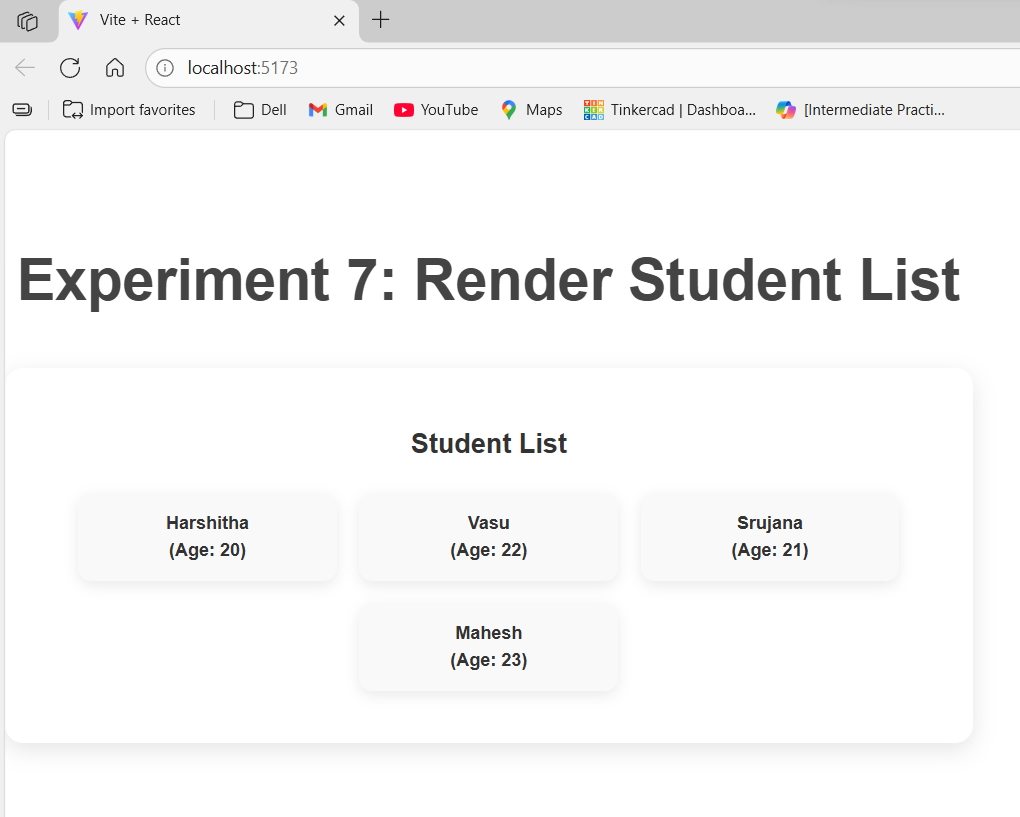 Vite + React
localhost:5173
Import favorites Dell Gmail YouTube Maps Tinkercad | Dashboa... [Intermediate Practi...
Experiment 7: Render Student List
Student List
Harshitha
(Age: 20)
Vasu
(Age: 22)
Srujana
(Age: 21)
Mahesh
(Age: 23)